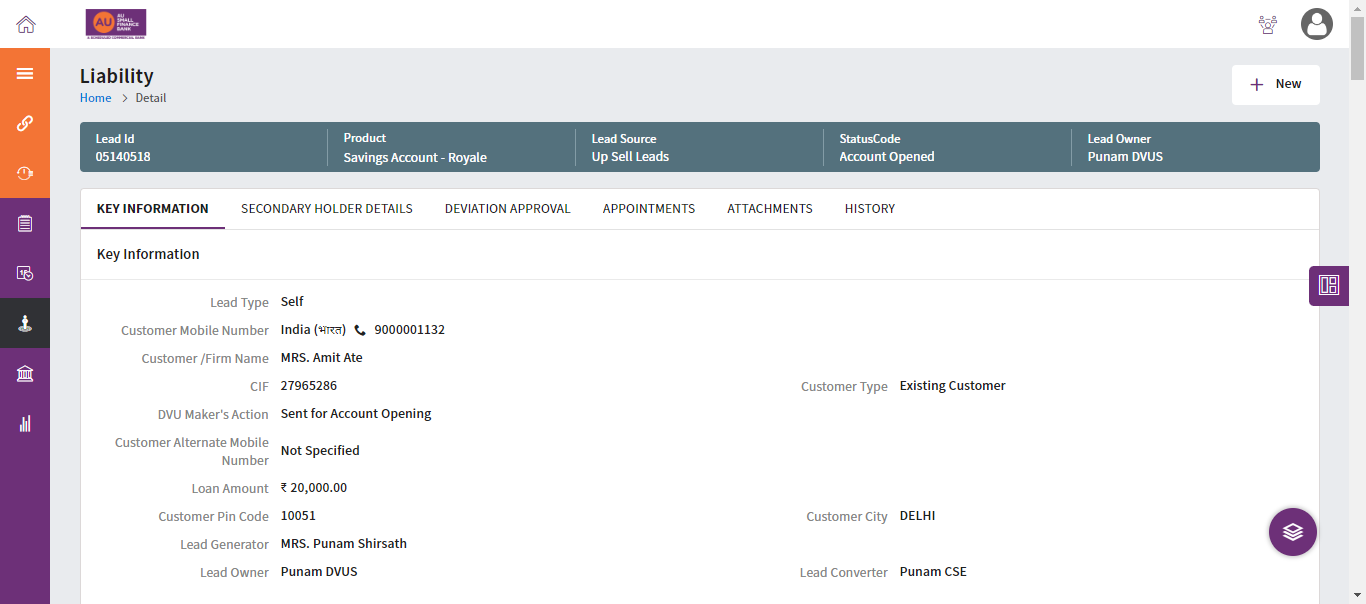 AU
AU
SMALL
FINANCE
BANK
A SCHEDULED COMMERCIAL BANK
Liability
Home > Detail
New
Lead Id
05140518
Product
Savings Account - Royale
Lead Source
Up Sell Leads
StatusCode
Account Opened
Lead Owner
Punam DVUS
KEY INFORMATION SECONDARY HOLDER DETAILS DEVIATION APPROVAL APPOINTMENTS ATTACHMENTS HISTORY
Key Information
Lead Type Self
Customer Mobile Number India (भारत) 9000001132
Customer /Firm Name MRS. Amit Ate
CIF 27965286 Customer Type Existing Customer
DVU Maker's Action Sent for Account Opening
Customer Alternate Mobile
Number Not Specified
Loan Amount ₹ 20,000.00
Customer Pin Code 10051 Customer City DELHI
Lead Generator MRS. Punam Shirsath
Lead Owner Punam DVUS Lead Converter Punam CSE